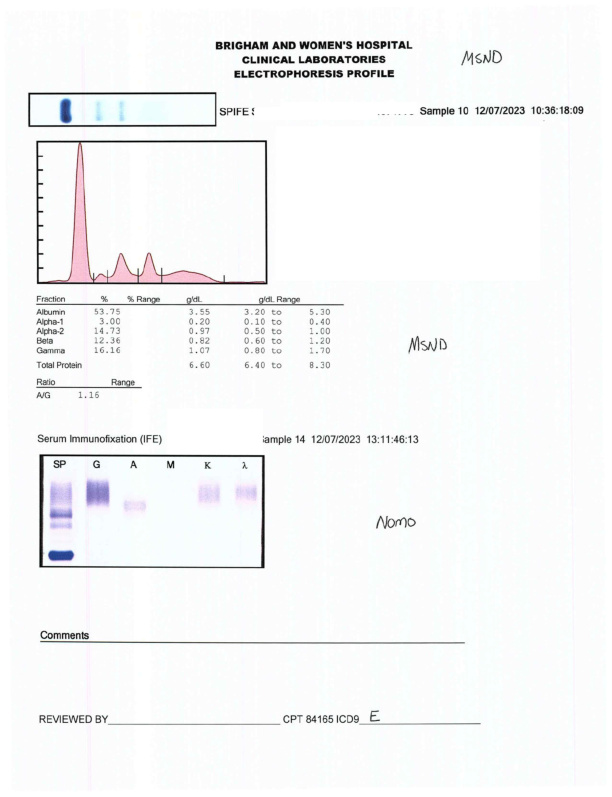 BRIGHAM AND WOMEN'S HOSPITAL
CLINICAL LABORATORIES
ELECTROPHORESIS PROFILE
MSND
SPIFE
Sample 10 12/07/2023 10:36:18:09
Fraction % % Range g/dL g/dL Range
Albumin 53.75 3.55 3.20 to 5.30
Alpha-1 3.00 0.20 0.10 to 0.40
Alpha-2 14.73 0.97 0.50 to 1.00
Beta 12.36 0.82 0.60 to 1.20
Gamma 16.16 1.07 0.80 to 1.70
MSND
Total Protein 6.60 6.40 to 8.30
Ratio Range
A/G 1.16
Serum Immunofixation (IFE) Sample 14 12/07/2023 13:11:46:13
SP G A M K λ
Nomo
Comments
REVIEWED BY CPT 84165 ICD9 E